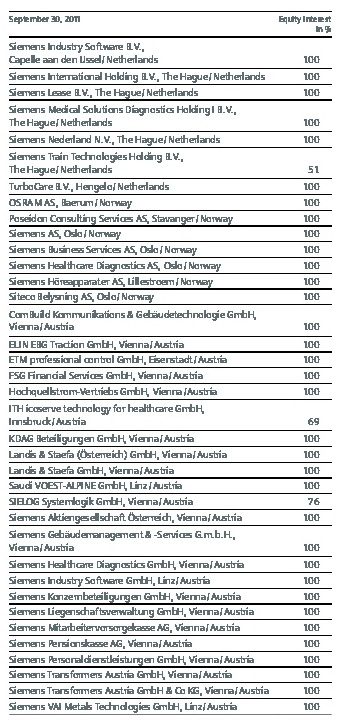 September 30, 2011 Equity Interest
in %
Siemens Industry Software B.V.,
Capelle aan den IJssel / Netherlands 100
Siemens International Holding B.V., The Hague / Netherlands 100
Siemens Lease B.V., The Hague / Netherlands 100
Siemens Medical Solutions Diagnostics Holding I B.V.,
The Hague / Netherlands 100
Siemens Nederland N.V., The Hague / Netherlands 100
Siemens Train Technologies Holding B.V.,
The Hague / Netherlands 51
TurboCare B.V., Hengelo / Netherlands 100
OSRAM AS, Baerum / Norway 100
Poseidon Consulting Services AS, Stavanger / Norway 100
Siemens AS, Oslo / Norway 100
Siemens Business Services AS, Oslo / Norway 100
Siemens Healthcare Diagnostics AS, Oslo / Norway 100
Siemens Höreapparater AS, Lillestroem / Norway 100
Siteco Belysning AS, Oslo / Norway 100
ComBuild Kommunikations & Gebäudetechnologie GmbH,
Vienna / Austria 100
ELIN EBG Traction GmbH, Vienna / Austria 100
ETM professional control GmbH, Eisenstadt / Austria 100
FSG Financial Services GmbH, Vienna / Austria 100
Hochquellstrom-Vertriebs GmbH, Vienna / Austria 100
ITH icoserve technology for healthcare GmbH,
Innsbruck / Austria 69
KDAG Beteiligungen GmbH, Vienna / Austria 100
Landis & Staefa (Österreich) GmbH, Vienna / Austria 100
Landis & Staefa GmbH, Vienna / Austria 100
Saudi VOEST-ALPINE GmbH, Linz / Austria 100
SIELOG Systemlogik GmbH, Vienna / Austria 76
Siemens Aktiengesellschaft Österreich, Vienna / Austria 100
Siemens Gebäudemanagement & -Services G.m.b.H.,
Vienna / Austria 100
Siemens Healthcare Diagnostics GmbH, Vienna / Austria 100
Siemens Industry Software GmbH, Linz / Austria 100
Siemens Konzernbeteiligungen GmbH, Vienna / Austria 100
Siemens Liegenschaftsverwaltung GmbH, Vienna / Austria 100
Siemens Mitarbeitervorsorgekasse AG, Vienna / Austria 100
Siemens Pensionskasse AG, Vienna / Austria 100
Siemens Personaldienstleistungen GmbH, Vienna / Austria 100
Siemens Transformers Austria GmbH, Vienna / Austria 100
Siemens Transformers Austria GmbH & Co KG, Vienna / Austria 100
Siemens VAI Metals Technologies GmbH, Linz / Austria 100